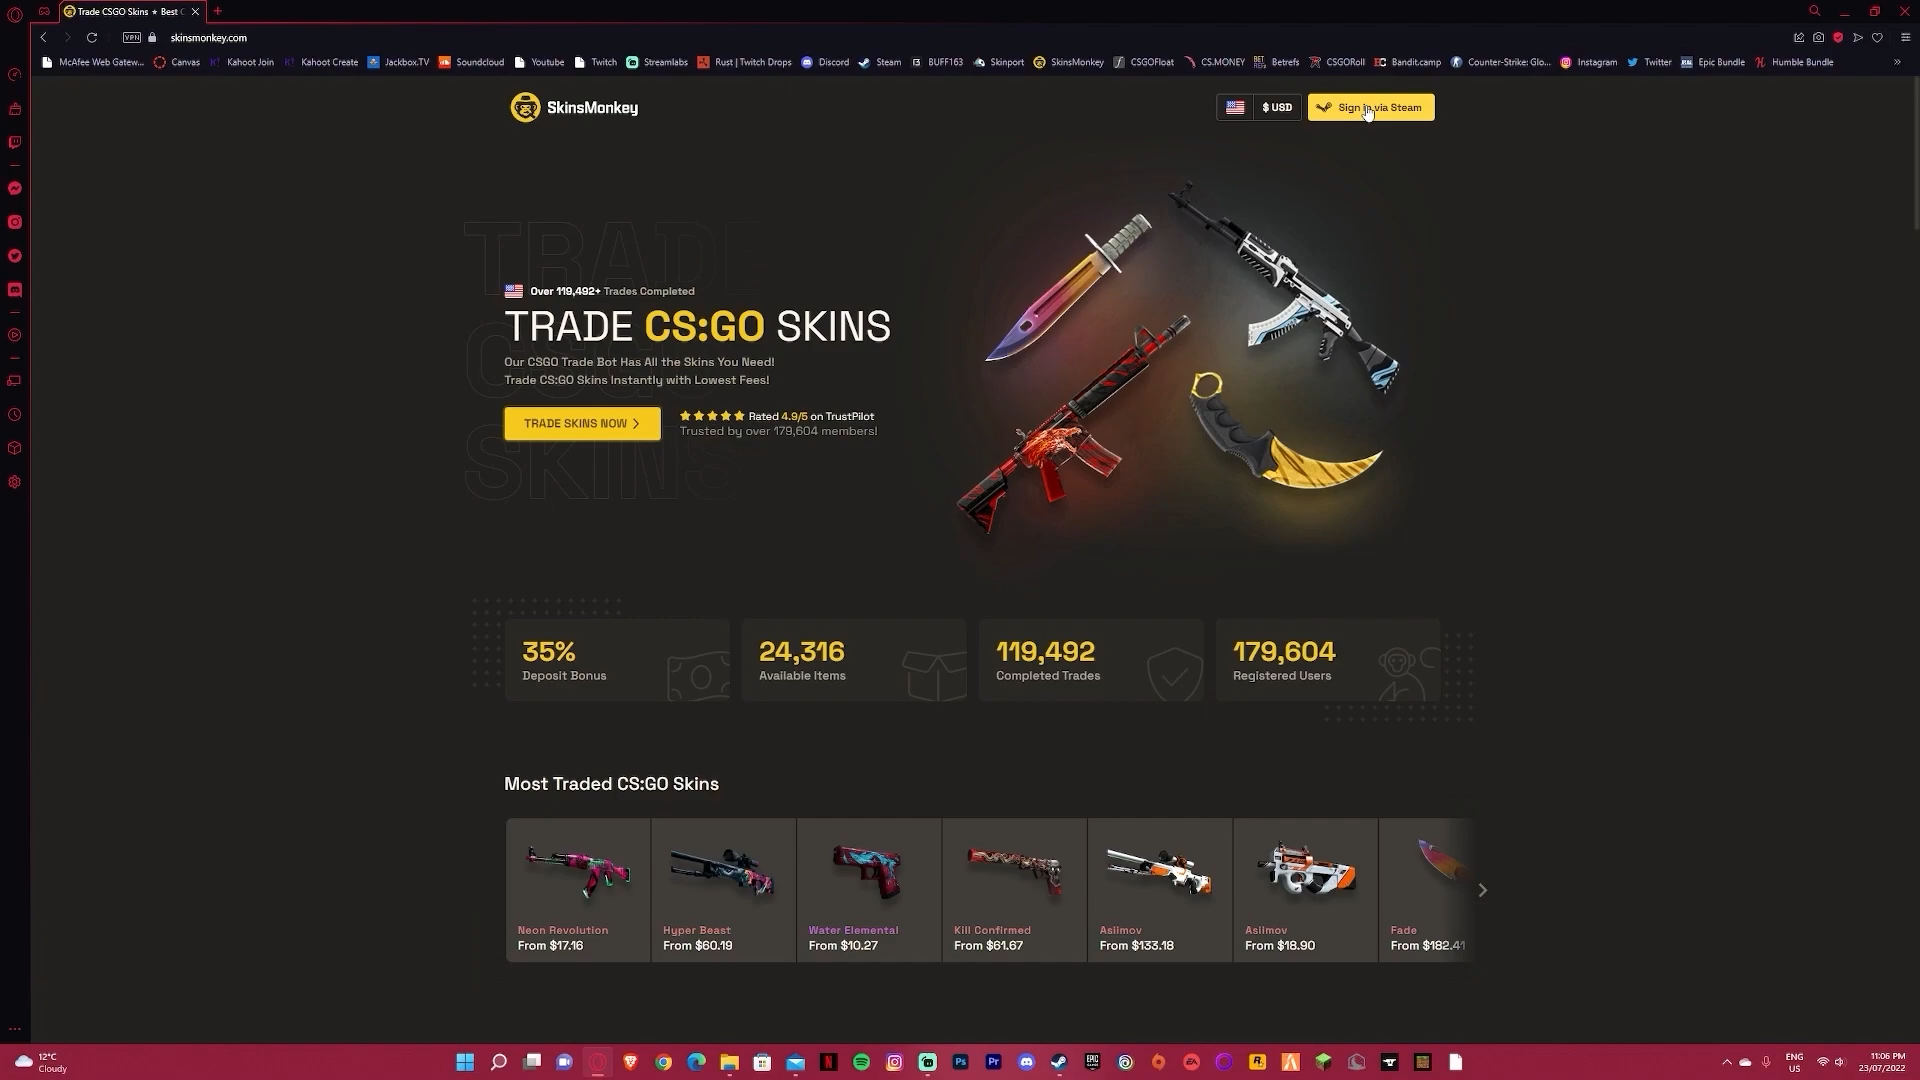 Trade CSGO Skins ★ Best C
VPN
skinsmonkey.com
McAfee Web Gatew... Canvas Kahoot Join Kahoot Create Jackbox.TV Soundcloud Youtube Twitch Streamlabs Rust | Twitch Drops Discord Steam BUFF163 Skinport SkinsMonkey CSGOFloat CS.MONEY Betrefs CSGORoll Bandit.camp Counter-Strike: Glo... Instagram Twitter Epic Bundle Humble Bundle
SkinsMonkey
$ USD
Sign in via Steam
TRADE
CSGO
SKINS
Over 119,492+ Trades Completed
TRADE CS:GO SKINS
Our CSGO Trade Bot Has All the Skins You Need!
Trade CS:GO Skins Instantly with Lowest Fees!
TRADE SKINS NOW
Rated 4.9/5 on TrustPilot
Trusted by over 179,604 members!
35%
Deposit Bonus
24,316
Available Items
119,492
Completed Trades
179,604
Registered Users
Most Traded CS:GO Skins
Neon Revolution
From $17.16
Hyper Beast
From $60.19
Water Elemental
From $10.27
Kill Confirmed
From $61.67
Asiimov
From $133.18
Asiimov
From $18.90
Fade
From $182.41
12°C
Cloudy
ENG
US
11:06 PM
23/07/2022